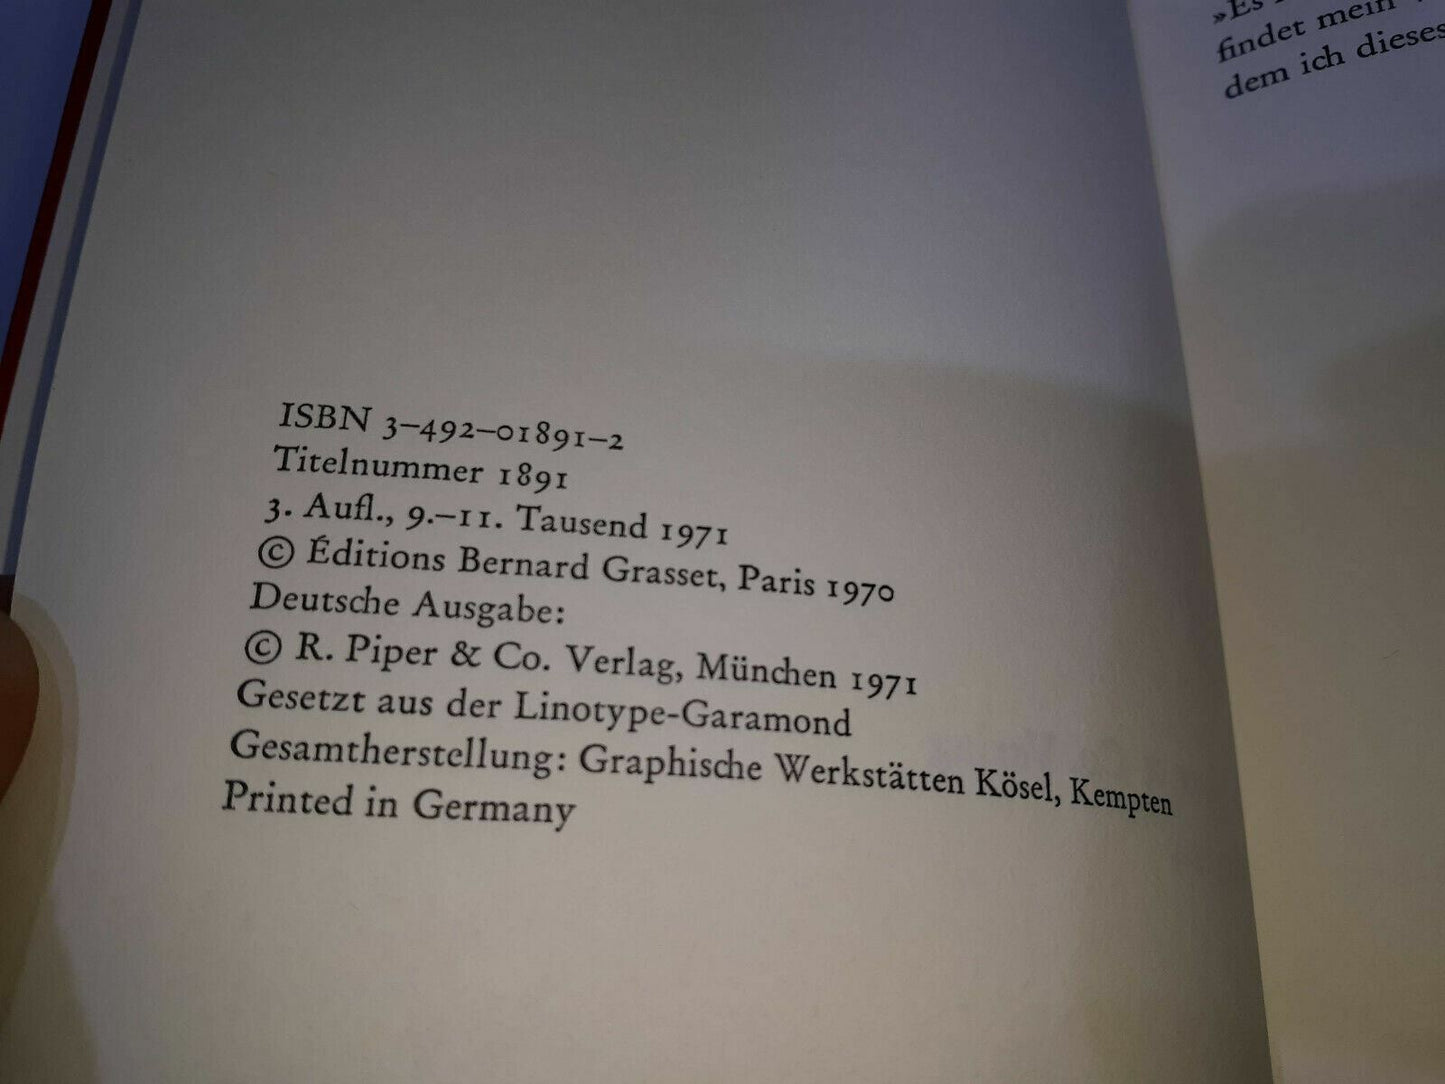 ISBN 3–492–01891–2
Titelnummer 1891
3. Aufl., 9.–11. Tausend 1971
© Éditions Bernard Grasset, Paris 1970
Deutsche Ausgabe:
© R. Piper & Co. Verlag, München 1971
Gesetzt aus der Linotype-Garamond
Gesamtherstellung: Graphische Werkstätten Kösel, Kempten
Printed in Germany
»Es
findet mein
dem ich dieses